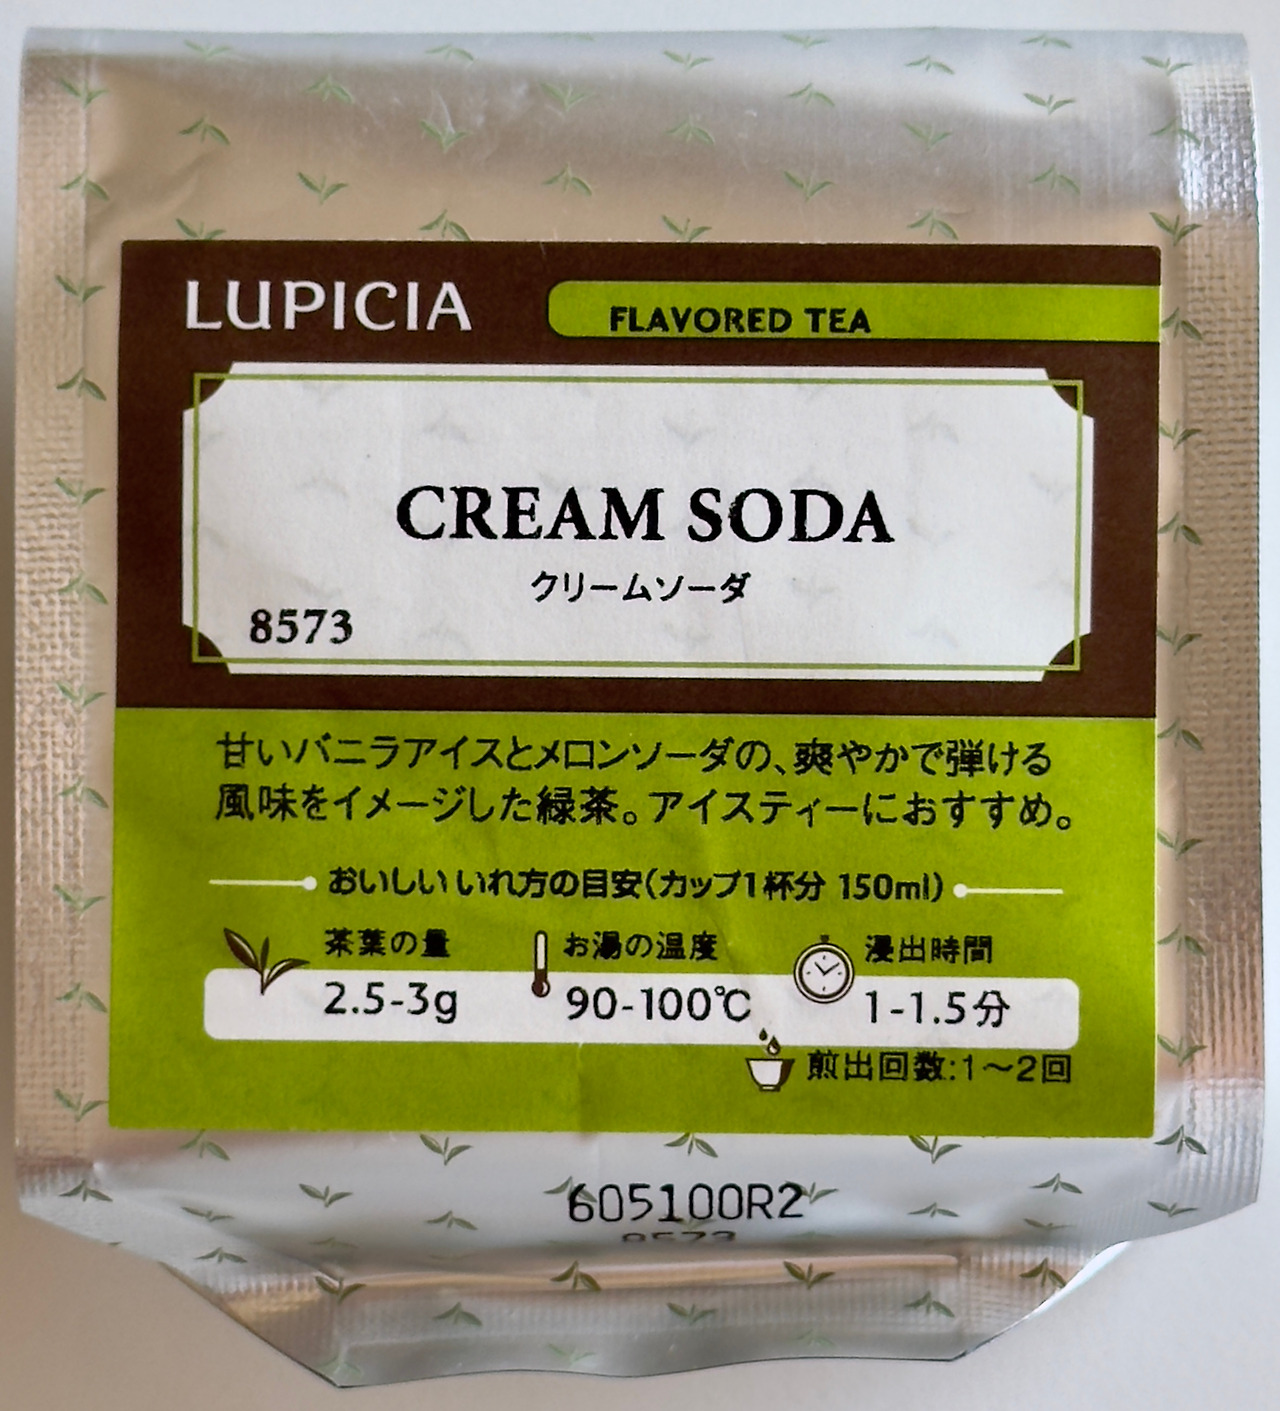 LUPICIA
FLAVORED TEA
CREAM SODA
クリームソーダ
8573
甘いバニラアイスとメロンソーダの、爽やかで弾ける
風味をイメージした緑茶。アイスティーにおすすめ。
おいしいいれ方の目安(カップ1杯分 150ml)
茶葉の量
2.5-3g
お湯の温度
90-100℃
浸出時間
1-1.5分
煎出回数:1〜2回
605100R2
8573